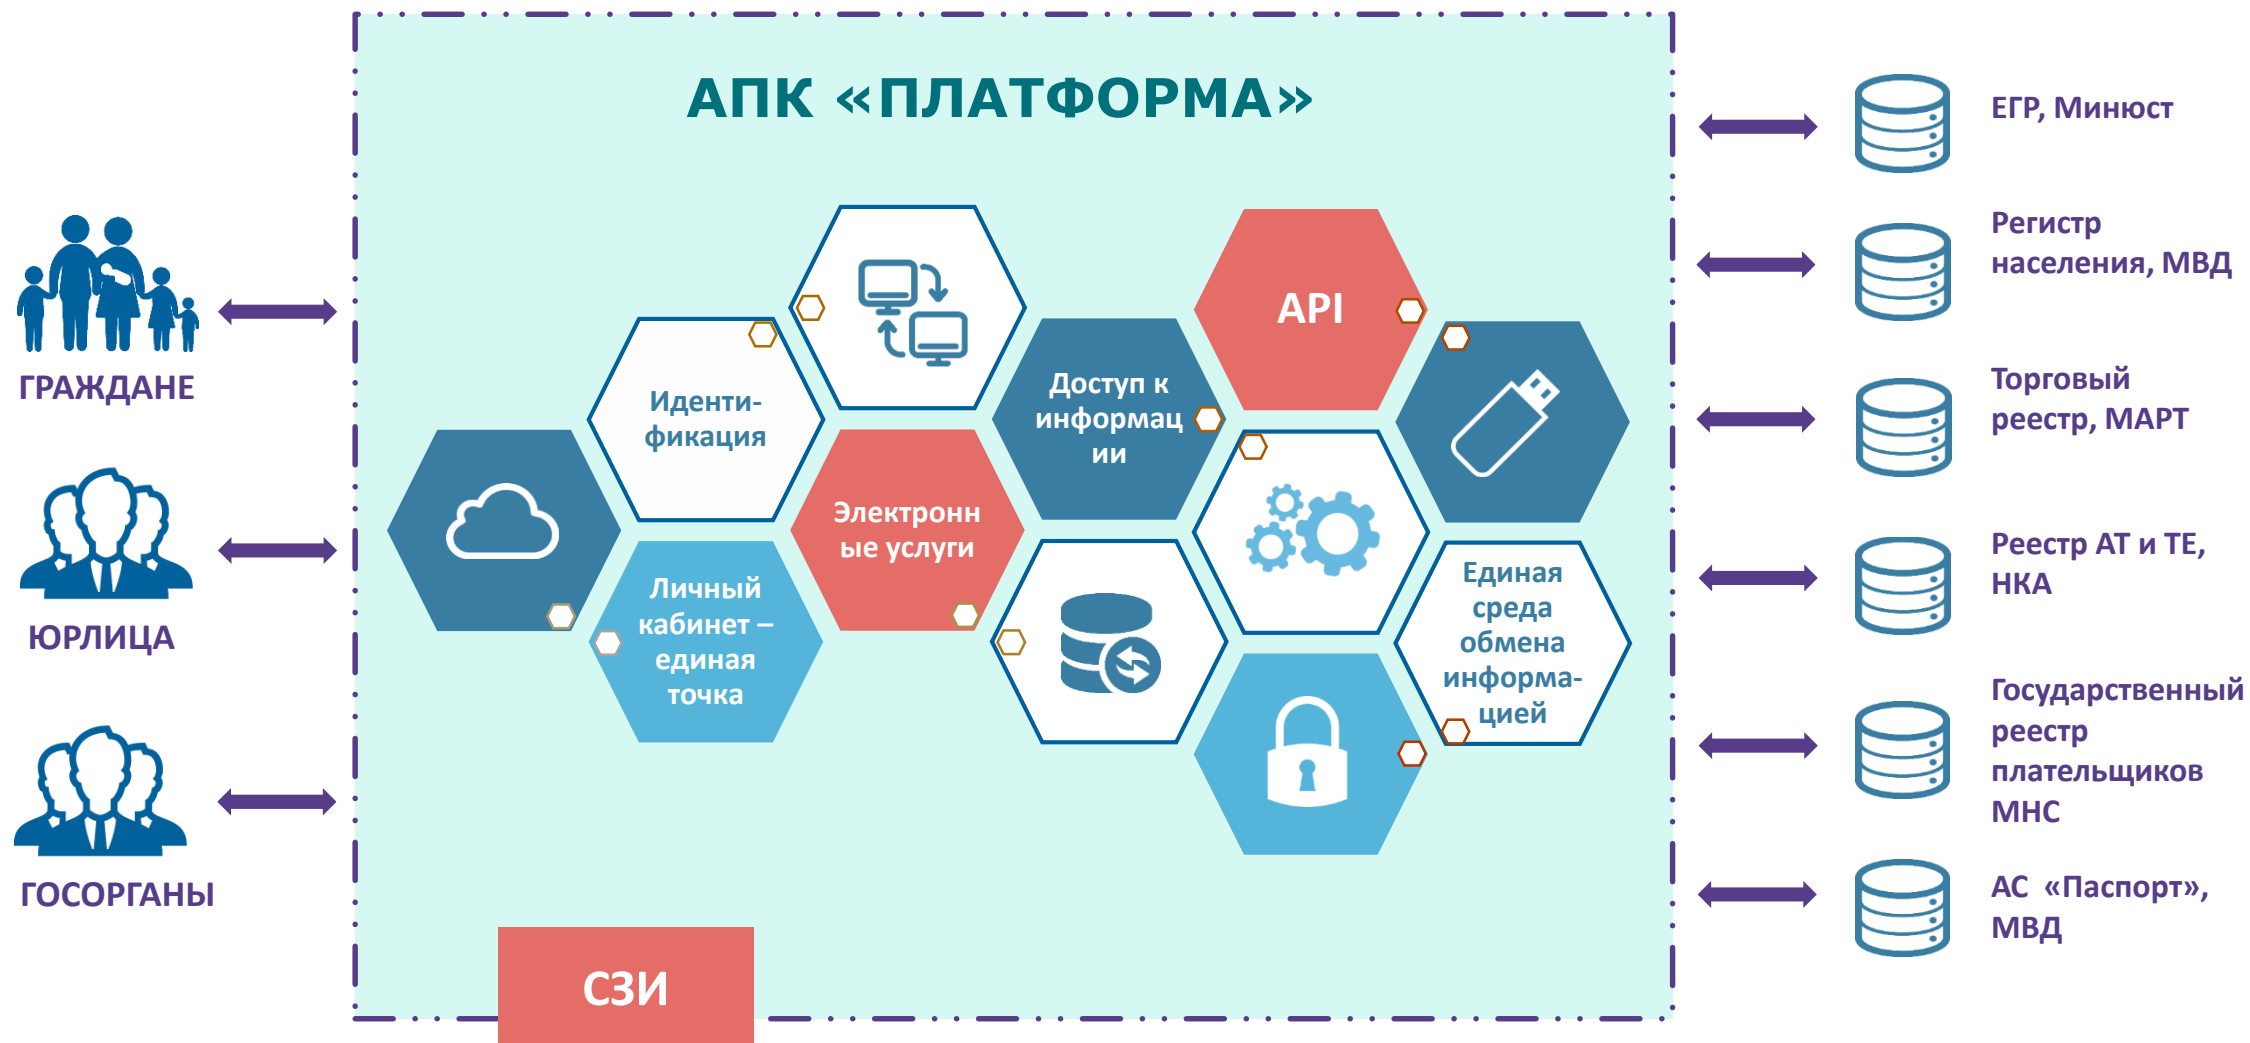 АПК «ПЛАТФОРМА»
ГРАЖДАНЕ
ЮРЛИЦА
ГОСОРГАНЫ
Иденти-
фикация
Личный
кабинет –
единая
точка
Электронн
ые услуги
Доступ к
информац
ии
API
Единая
среда
обмена
информа-
цией
СЗИ
ЕГР, Минюст
Регистр
населения, МВД
Торговый
реестр, МАРТ
Реестр АТ и ТЕ,
НКА
Государственный
реестр
плательщиков
МНС
АС «Паспорт»,
МВД